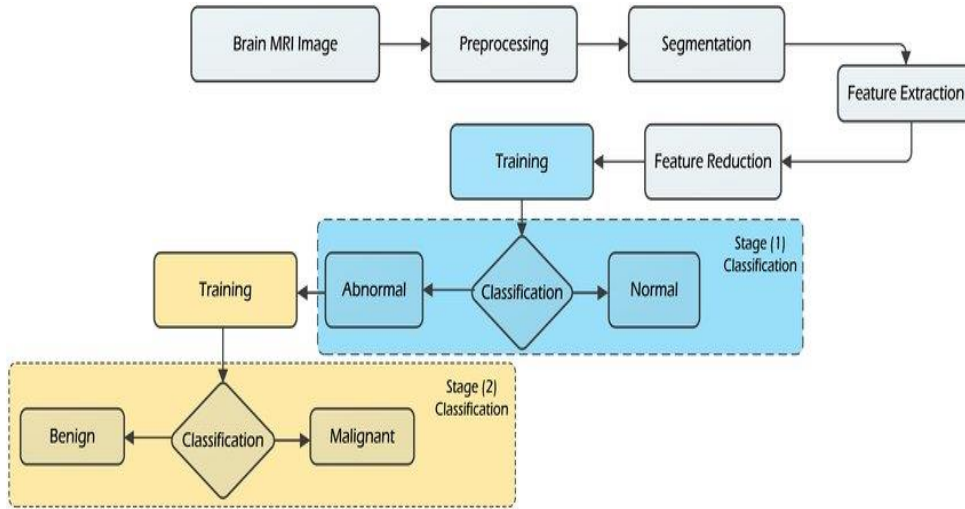 Brain MRI Image
Preprocessing
Segmentation
Feature Extraction
Training
Feature Reduction
Stage (1)
Classification
Abnormal
Classification
Normal
Training
Stage (2)
Classification
Benign
Classification
Malignant